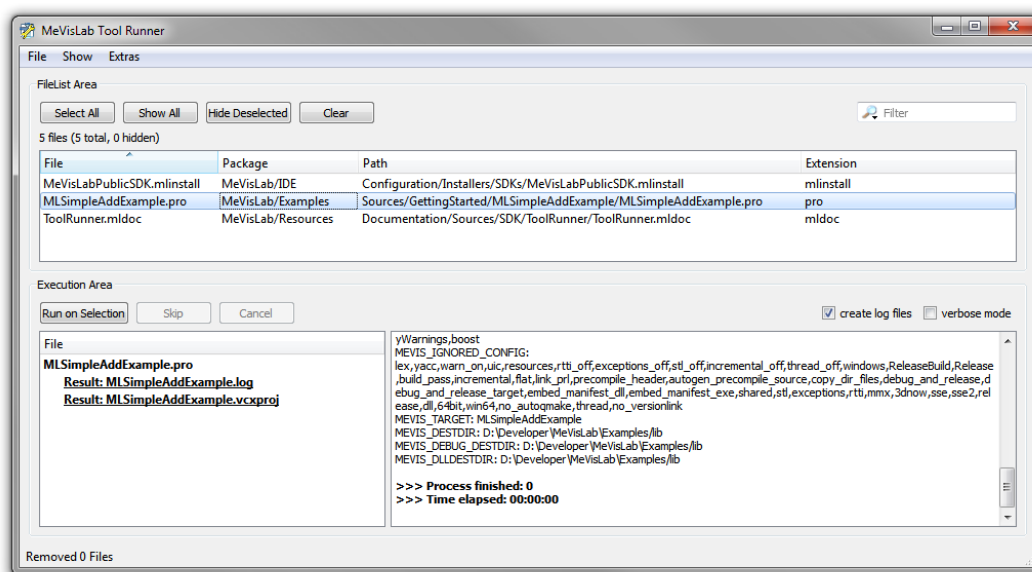 MeVisLab Tool Runner
File Show Extras
FileList Area
Select All Show All Hide Deselected Clear Filter
5 files (5 total, 0 hidden)
File Package Path Extension
MeVisLabPublicSDK.mlinstall MeVisLab/IDE Configuration/Installers/SDKs/MeVisLabPublicSDK.mlinstall mlinstall
MLSimpleAddExample.pro MeVisLab/Examples Sources/GettingStarted/MLSimpleAddExample/MLSimpleAddExample.pro pro
ToolRunner.mldoc MeVisLab/Resources Documentation/Sources/SDK/ToolRunner/ToolRunner.mldoc mldoc
Execution Area
Run on Selection Skip Cancel create log files verbose mode
File
MLSimpleAddExample.pro
Result: MLSimpleAddExample.log
Result: MLSimpleAddExample.vcxproj
yWarnings,boost
MEVIS_IGNORED_CONFIG:
lex,yacc,warn_on,uic,resources,rtti_off,exceptions_off,stl_off,incremental_off,thread_off,windows,ReleaseBuild,Release
,build_pass,incremental,flat,link_prl,precompile_header,autogen_precompile_source,copy_dir_files,debug_and_release,d
ebug_and_release_target,embed_manifest_dll,embed_manifest_exe,shared,stl,exceptions,rtti,mmx,3dnow,sse,sse2,rel
ease,dll,64bit,win64,no_autoqmake,thread,no_versionlink
MEVIS_TARGET: MLSimpleAddExample
MEVIS_DESTDIR: D:\Developer\MeVisLab\Examples/lib
MEVIS_DEBUG_DESTDIR: D:\Developer\MeVisLab\Examples/lib
MEVIS_DLLDESTDIR: D:\Developer\MeVisLab\Examples/lib
>>> Process finished: 0
>>> Time elapsed: 00:00:00
Removed 0 Files